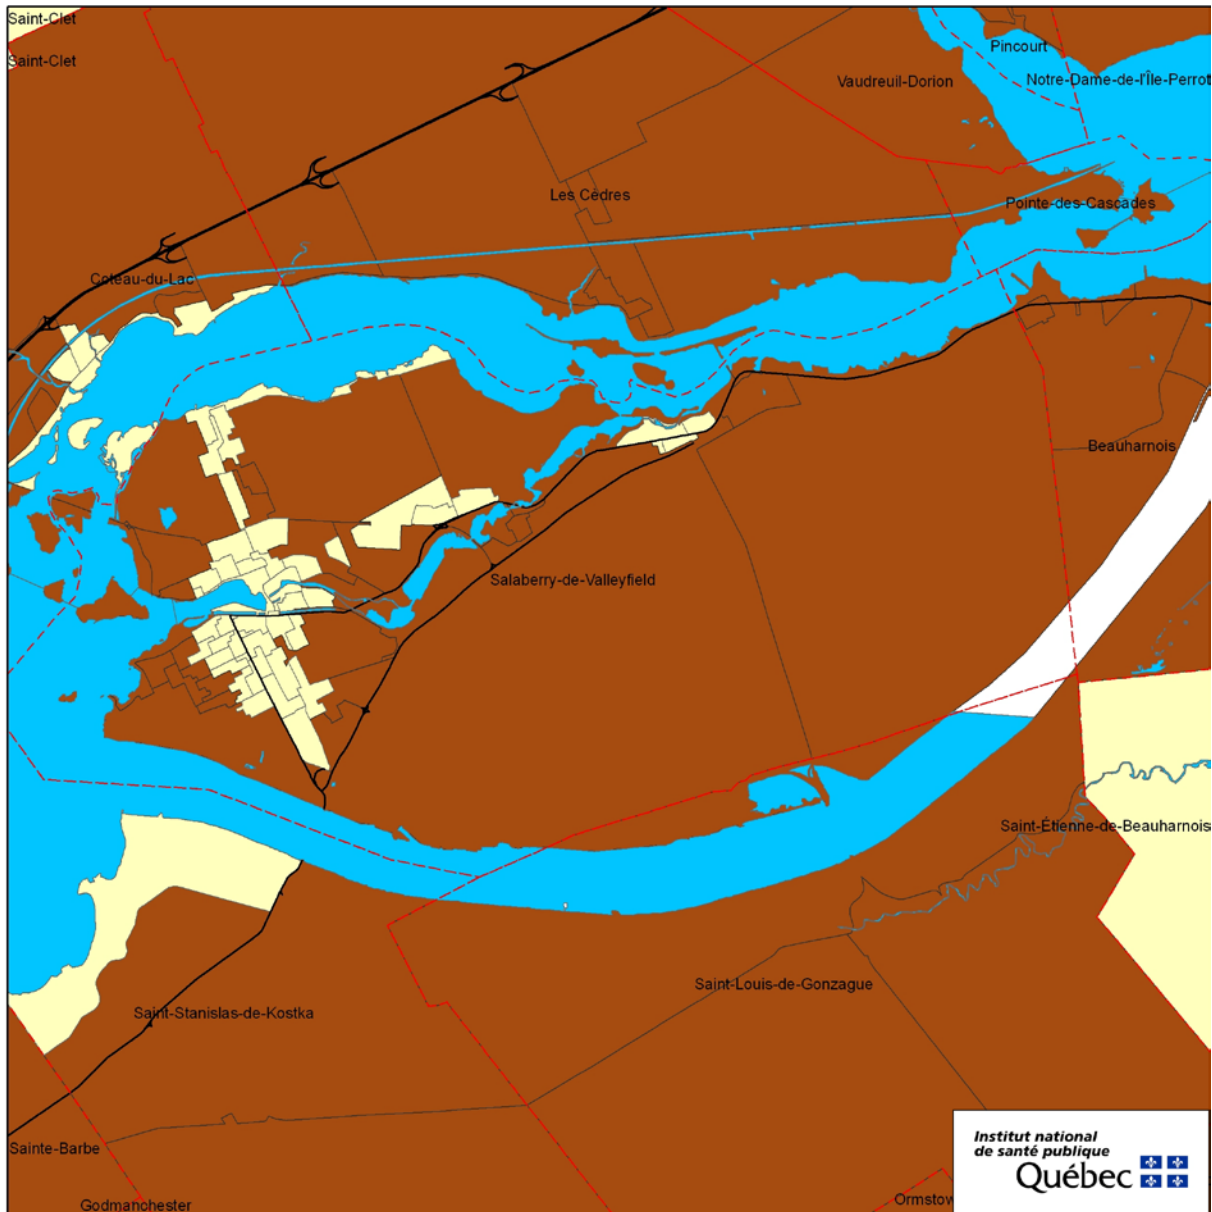 Saint-Clet
Pincourt
Saint-Clet
Vaudreuil-Dorion
Notre-Dame-de-l'Île-Perrot
Les Cèdres
Pointe-des-Cascades
Coteau-du-Lac
Beauharnois
Salaberry-de-Valleyfield
Saint-Étienne-de-Beauharnois
Saint-Louis-de-Gonzague
Saint-Stanislas-de-Kostka
Sainte-Barbe
Godmanchester
Ormstow
Institut national
de santé publique
Québec